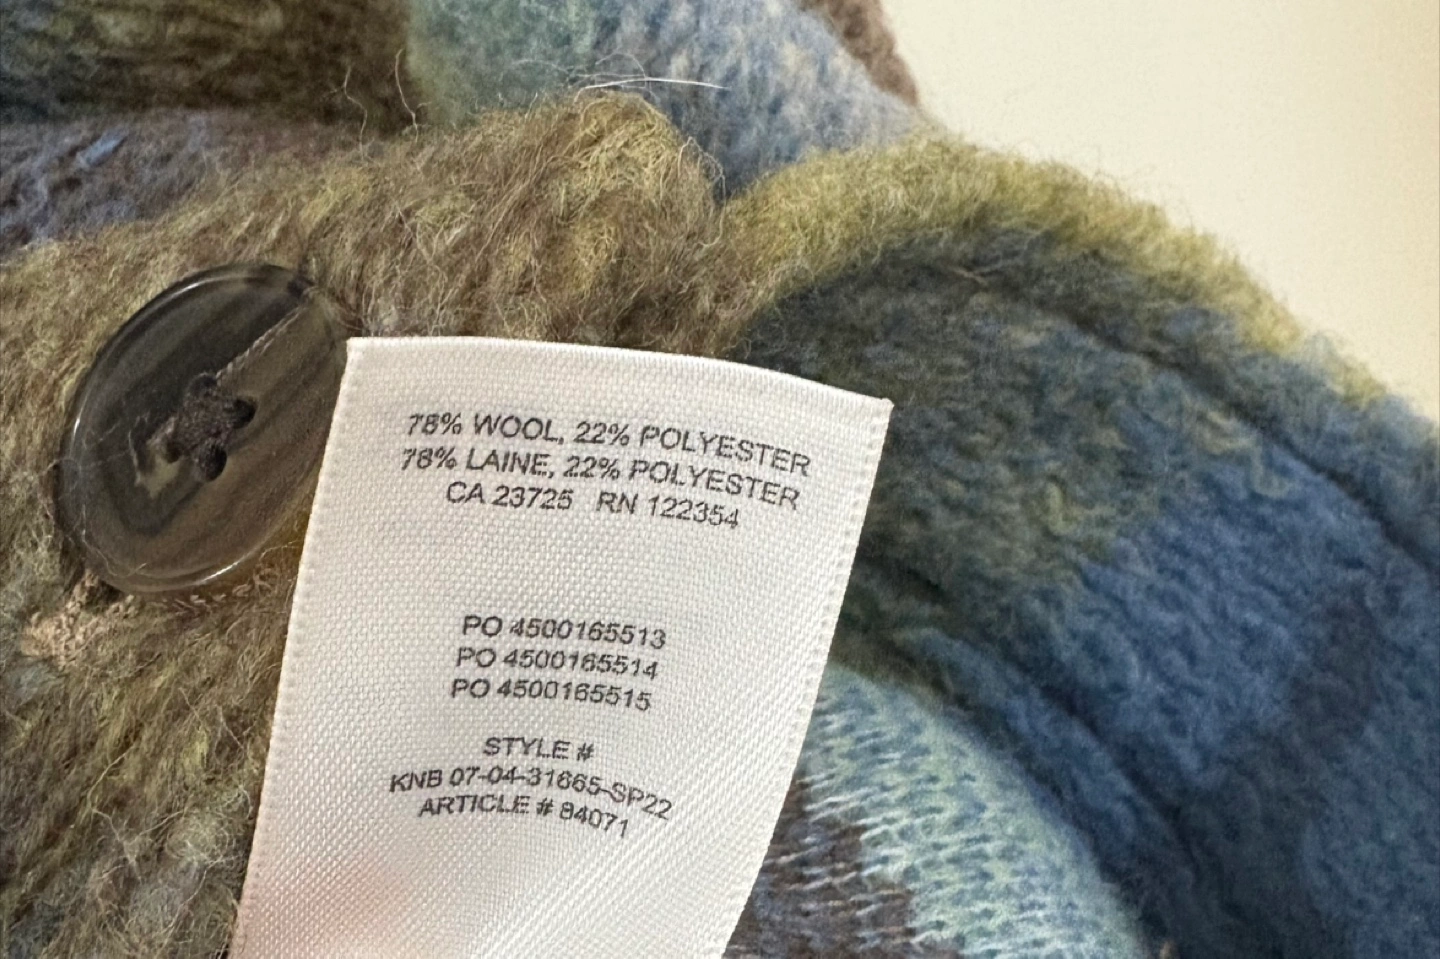 78% WOOL, 22% POLYESTER
78% LAINE, 22% POLYESTER
CA 23725 RN 122354
PO 4500165513
PO 4500165514
PO 4500165515
STYLE #
KNB 07-04-31665-SP22
ARTICLE # 84071